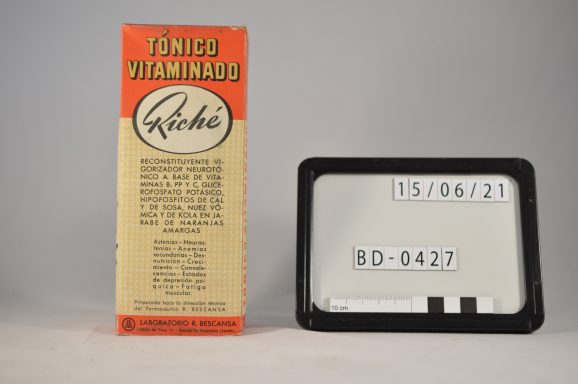 TÓNICO
VITAMINADO
Riché
RECONSTITUYENTE VI-
GORIZADOR NEUROTÓ-
NICO A BASE DE VITA-
MINAS B, PP Y C, GLICE-
ROFOSFATO POTÁSICO,
HIPOFOSFITOS DE CAL
Y DE SOSA, NUEZ VÓ-
MICA Y DE KOLA EN JA-
RABE DE NARANJAS
AMARGAS
Astenias - Neuras-
tenias - Anemias
secundarias - Des-
nutrición - Creci-
miento - Convale-
cencias - Estados
de depresión psí-
quica - Fatiga
muscular.
Preparado bajo la dirección técnica
del Farmacéutico R. BESCANSA
LABORATORIO R. BESCANSA
15/06/21
BD-0427
10 cm